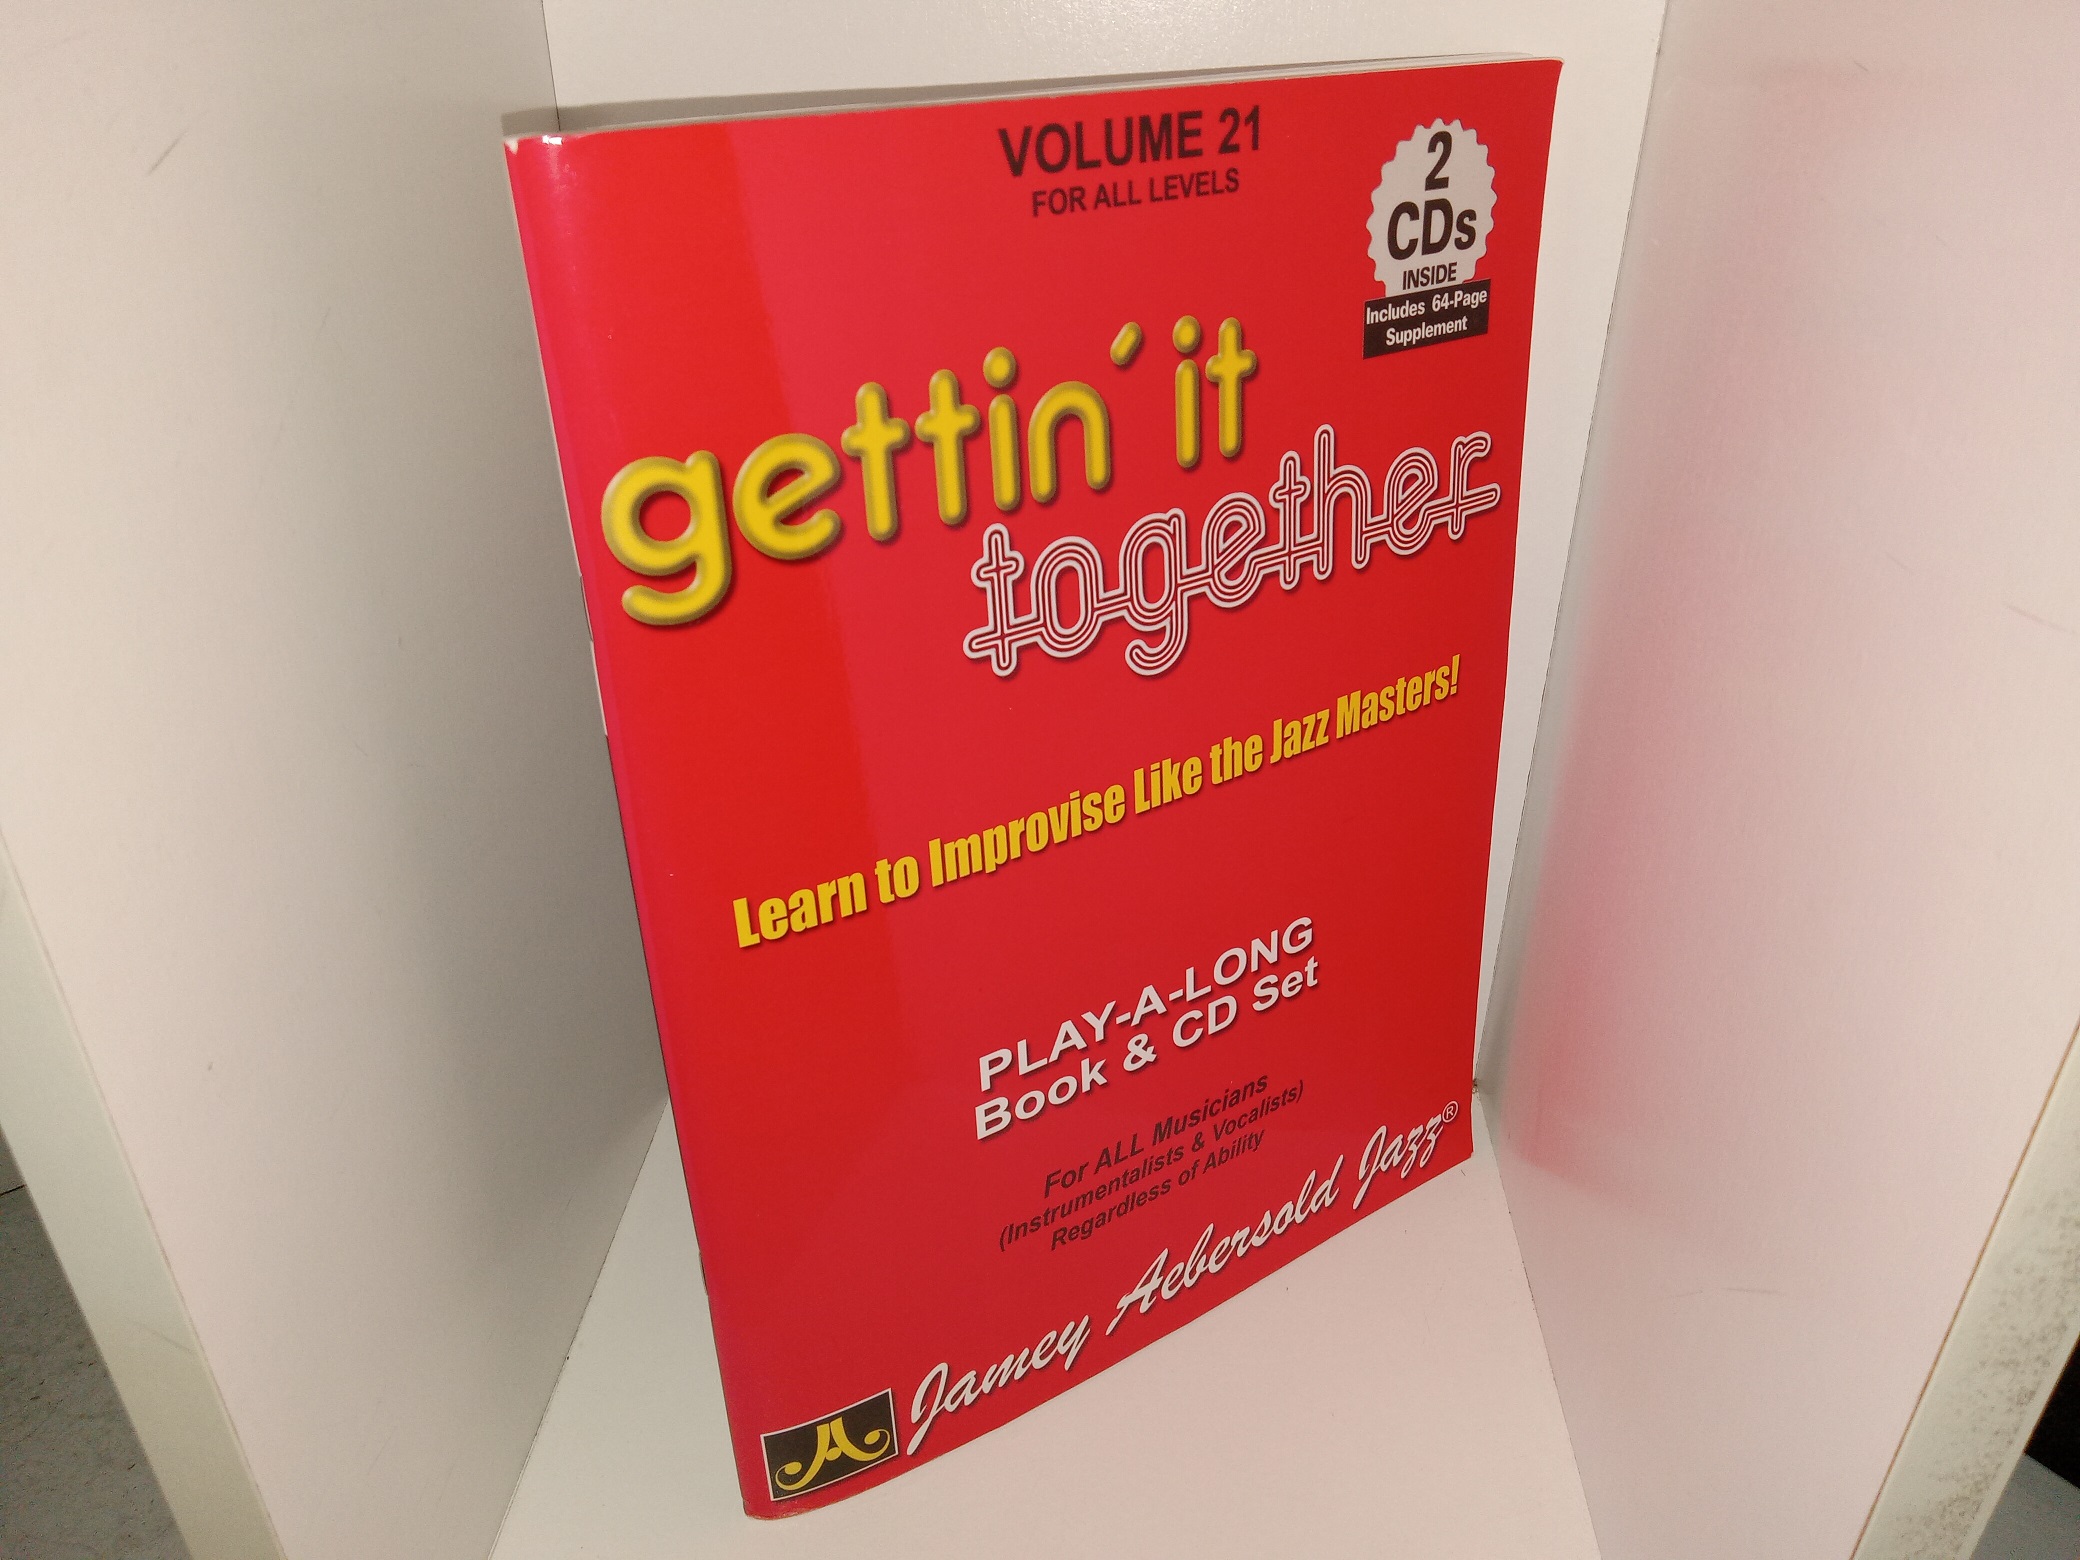 VOLUME 21
FOR ALL LEVELS
2
CDs
INSIDE
Includes 64-Page
Supplement
gettin´ it
together
Learn to Improvise Like the Jazz Masters!
PLAY-A-LONG
Book & CD Set
For ALL Musicians
(Instrumentalists & Vocalists)
Regardless of Ability
Jamey Aebersold Jazz®
JA